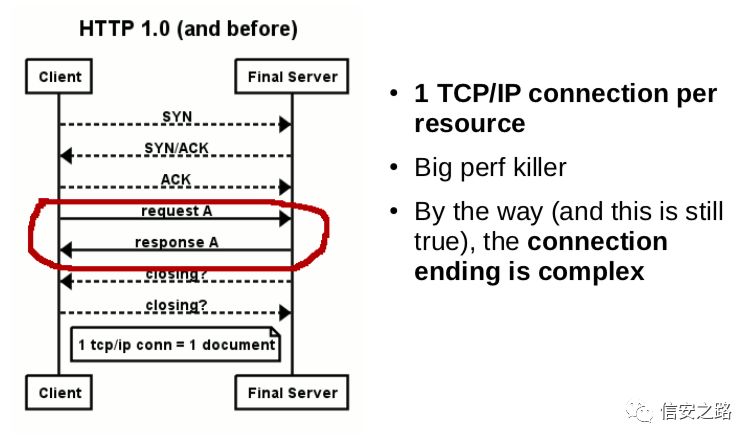 HTTP 1.0 (and before)
Client
Final Server
SYN
SYN/ACK
ACK
request A
response A
closing?
closing?
1 tcp/ip conn = 1 document
Client
Final Server
• 1 TCP/IP connection per
resource
• Big perf killer
• By the way (and this is still
true), the connection
ending is complex
信安之路